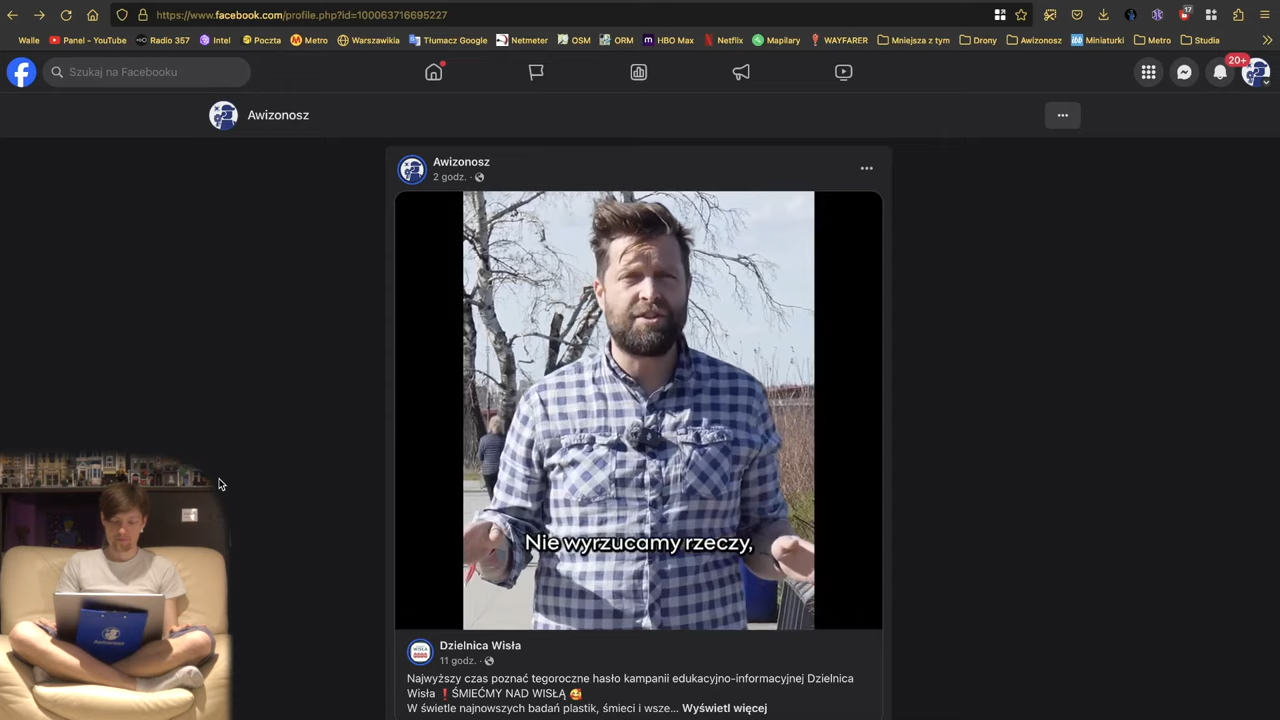 https://www.facebook.com/profile.php?id=100063716695227
17
Walle Panel - YouTube Radio 357 Intel Poczta Metro Warszawikia Tłumacz Google Netmeter OSM ORM HBO Max Netflix Mapilary WAYFARER Mniejsza z tym Drony Awizonosz Miniaturki Metro Studia
Szukaj na Facebooku
20+
Awizonosz
Awizonosz
2 godz.
Nie wyrzucamy rzeczy,
Dzielnica Wisła
11 godz.
Najwyższy czas poznać tegoroczne hasło kampanii edukacyjno-informacyjnej Dzielnica
Wisła ❗ŚMIEĆMY NAD WISŁĄ 🥰
W świetle najnowszych badań plastik, śmieci i wsze... Wyświetl więcej